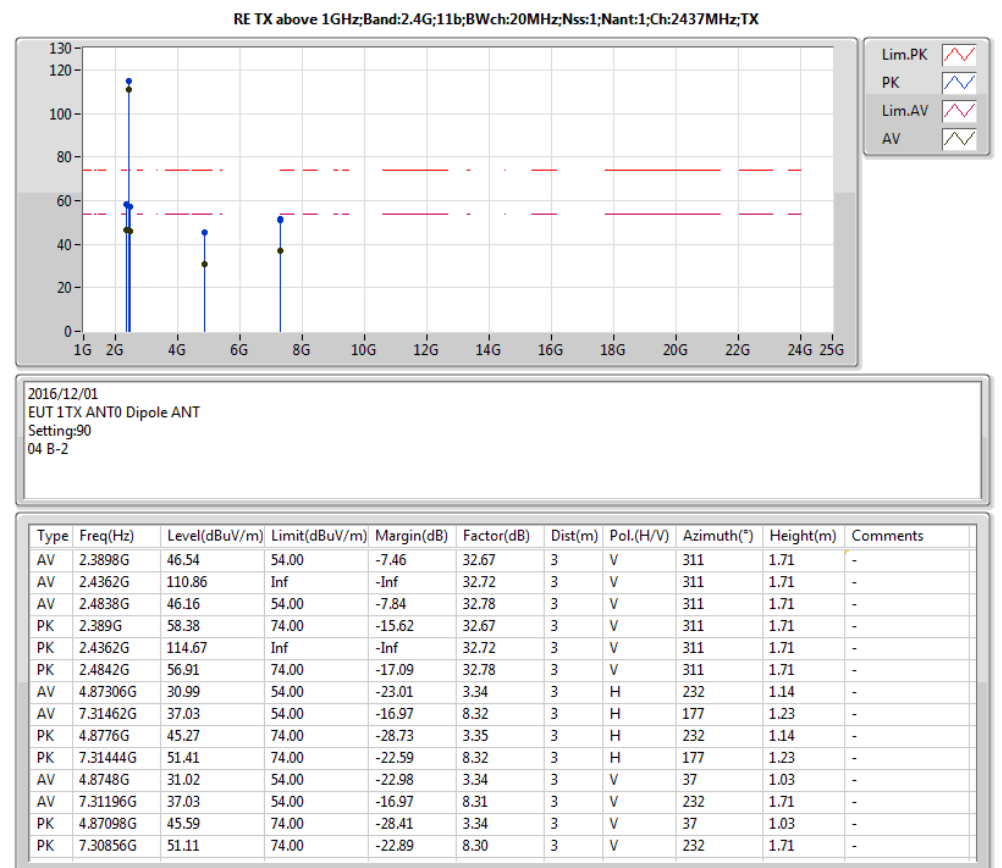 RE TX above 1GHz;Band:2.4G;11b;BWch:20MHz;Nss:1;Nant:1;Ch:2437MHz;TX
130
120
100
80
60
40
20
0
1G 2G 4G 6G 8G 10G 12G 14G 16G 18G 20G 22G 24G 25G
Lim.PK
PK
Lim.AV
AV
2016/12/01
EUT 1TX ANT0 Dipole ANT
Setting:90
04 B-2
Type Freq(Hz) Level(dBuV/m) Limit(dBuV/m) Margin(dB) Factor(dB) Dist(m) Pol.(H/V) Azimuth(°) Height(m) Comments
AV 2.3898G 46.54 54.00 -7.46 32.67 3 V 311 1.71 -
AV 2.4362G 110.86 Inf -Inf 32.72 3 V 311 1.71 -
AV 2.4838G 46.16 54.00 -7.84 32.78 3 V 311 1.71 -
PK 2.389G 58.38 74.00 -15.62 32.67 3 V 311 1.71 -
PK 2.4362G 114.67 Inf -Inf 32.72 3 V 311 1.71 -
PK 2.4842G 56.91 74.00 -17.09 32.78 3 V 311 1.71 -
AV 4.87306G 30.99 54.00 -23.01 3.34 3 H 232 1.14 -
AV 7.31462G 37.03 54.00 -16.97 8.32 3 H 177 1.23 -
PK 4.8776G 45.27 74.00 -28.73 3.35 3 H 232 1.14 -
PK 7.31444G 51.41 74.00 -22.59 8.32 3 H 177 1.23 -
AV 4.8748G 31.02 54.00 -22.98 3.34 3 V 37 1.03 -
AV 7.31196G 37.03 54.00 -16.97 8.31 3 V 232 1.71 -
PK 4.87098G 45.59 74.00 -28.41 3.34 3 V 37 1.03 -
PK 7.30856G 51.11 74.00 -22.89 8.30 3 V 232 1.71 -